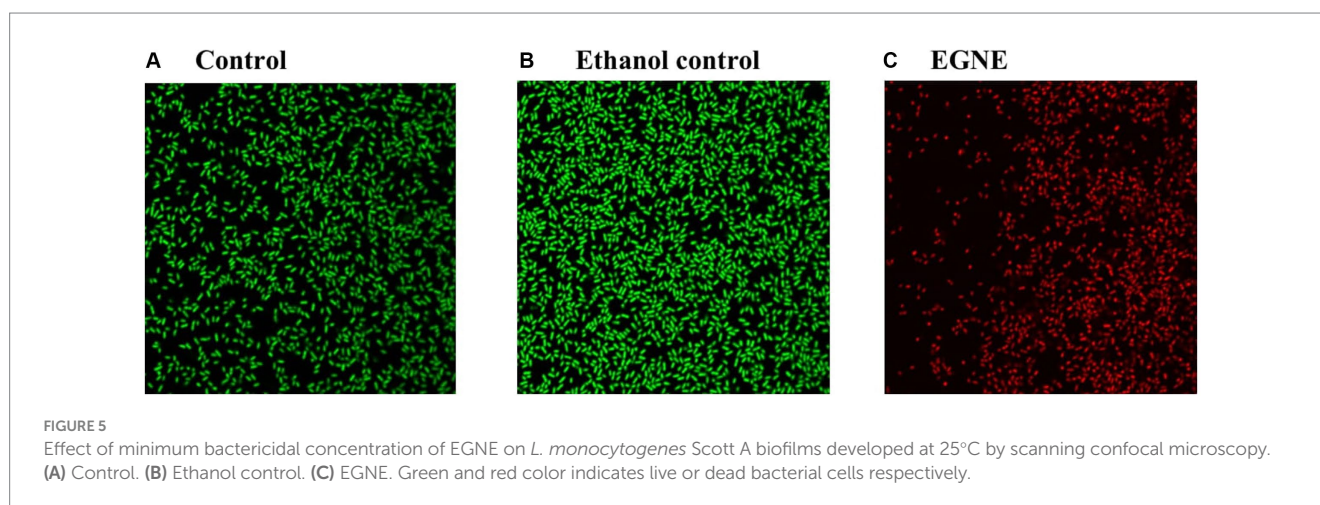 A Control
B Ethanol control
C EGNE
FIGURE 5
Effect of minimum bactericidal concentration of EGNE on L. monocytogenes Scott A biofilms developed at 25°C by scanning confocal microscopy.
(A) Control. (B) Ethanol control. (C) EGNE. Green and red color indicates live or dead bacterial cells respectively.